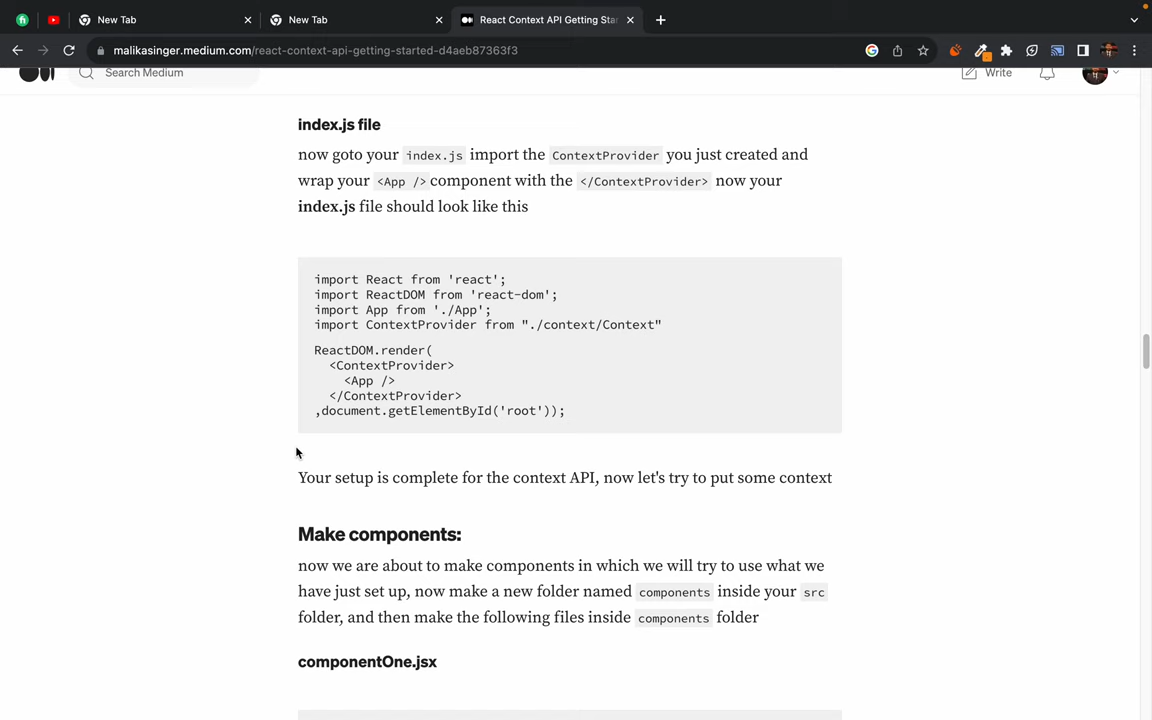 New Tab
New Tab
React Context API Getting Star
malikasinger.medium.com/react-context-api-getting-started-d4aeb87363f3
Search Medium
Write
index.js file
now goto your index.js import the ContextProvider you just created and
wrap your <App /> component with the </ContextProvider> now your
index.js file should look like this
import React from 'react';
import ReactDOM from 'react-dom';
import App from './App';
import ContextProvider from "./context/Context"
ReactDOM.render(
<ContextProvider>
<App />
</ContextProvider>
,document.getElementById('root'));
Your setup is complete for the context API, now let's try to put some context
Make components:
now we are about to make components in which we will try to use what we
have just set up, now make a new folder named components inside your src
folder, and then make the following files inside components folder
componentOne.jsx